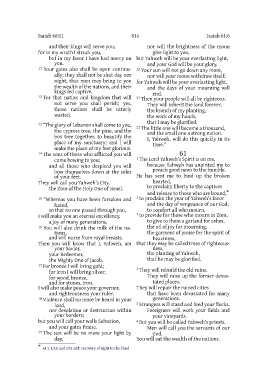 Isaiah 60:11
814
Isaiah 61:6
and their kings will serve you;
for in my wrath I struck you,
but in my favor I have had mercy on
you.
11 Your gates also shall be open continu-
ally; they shall not be shut day nor
night, that men may bring to you
the wealth of the nations, and their
kings led captive.
12 For that nation and kingdom that will
not serve you shall perish; yes,
those nations shall be utterly
wasted.
13 "The glory of Lebanon shall come to you,
the cypress tree, the pine, and the
box tree together, to beautify the
place of my sanctuary; and I will
make the place of my feet glorious.
14 The sons of those who afflicted you will
come bowing to you;
and all those who despised you will
bow themselves down at the soles
of your feet.
They will call you Yahweh's City,
the Zion of the Holy One of Israel.
15 "Whereas you have been forsaken and
hated,
so that no one passed through you,
I will make you an eternal excellency,
a joy of many generations.
16 You will also drink the milk of the na-
tions,
and will nurse from royal breasts.
Then you will know that I, Yahweh, am
your Savior,
your Redeemer,
the Mighty One of Jacob.
17 For bronze I will bring gold;
for iron I will bring silver;
for wood, bronze,
and for stones, iron.
I will also make peace your governor,
and righteousness your ruler.
18 Violence shall no more be heard in your
land,
nor desolation or destruction within
your borders;
but you will call your walls Salvation,
and your gates Praise.
19 The sun will be no more your light by
day,
nor will the brightness of the moon
give light to you,
but Yahweh will be your everlasting light,
and your God will be your glory.
20 Your sun will not go down any more,
nor will your moon withdraw itself;
for Yahweh will be your everlasting light,
and the days of your mourning will
end.
21 Then your people will all be righteous.
They will inherit the land forever,
the branch of my planting,
the work of my hands,
that I may be glorified.
22 The little one will become a thousand,
and the small one a strong nation.
I, Yahweh, will do this quickly in its
time."
61
1 The Lord Yahweh's Spirit is on me,
because Yahweh has anointed me to
preach good news to the humble.
He has sent me to bind up the broken
hearted,
to proclaim liberty to the captives
and release to those who are bound,*
2 to proclaim the year of Yahweh's favor
and the day of vengeance of our God,
to comfort all who mourn,
3 to provide for those who mourn in Zion,
to give to them a garland for ashes,
the oil of joy for mourning,
the garment of praise for the spirit of
heaviness,
that they may be called trees of righteous-
ness,
the planting of Yahweh,
that he may be glorified.
4 They will rebuild the old ruins.
They will raise up the former devas-
tated places.
They will repair the ruined cities
that have been devastated for many
generations.
5 Strangers will stand and feed your flocks.
Foreigners will work your fields and
your vineyards.
6 But you will be called Yahweh's priests.
Men will call you the servants of our
God.
You will eat the wealth of the nations.
* 61:1 LXX